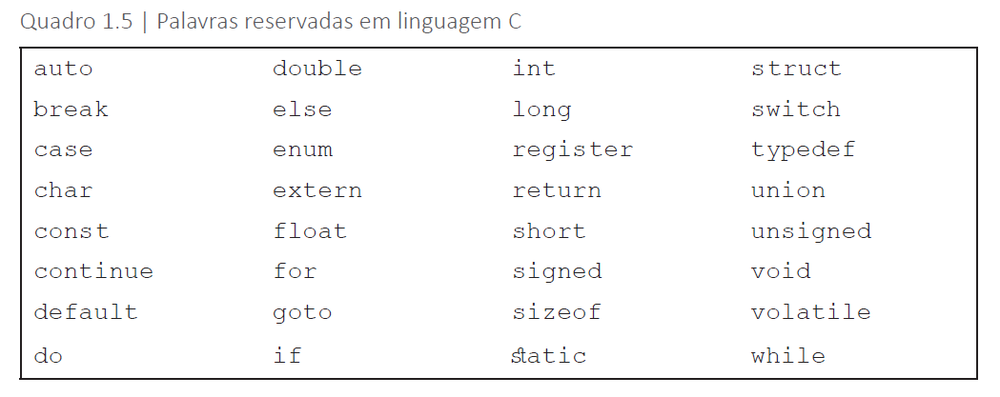 Quadro 1.5 | Palavras reservadas em linguagem C
auto double int struct
break else long switch
case enum register typedef
char extern return union
const float short unsigned
continue for signed void
default goto sizeof volatile
do if static while